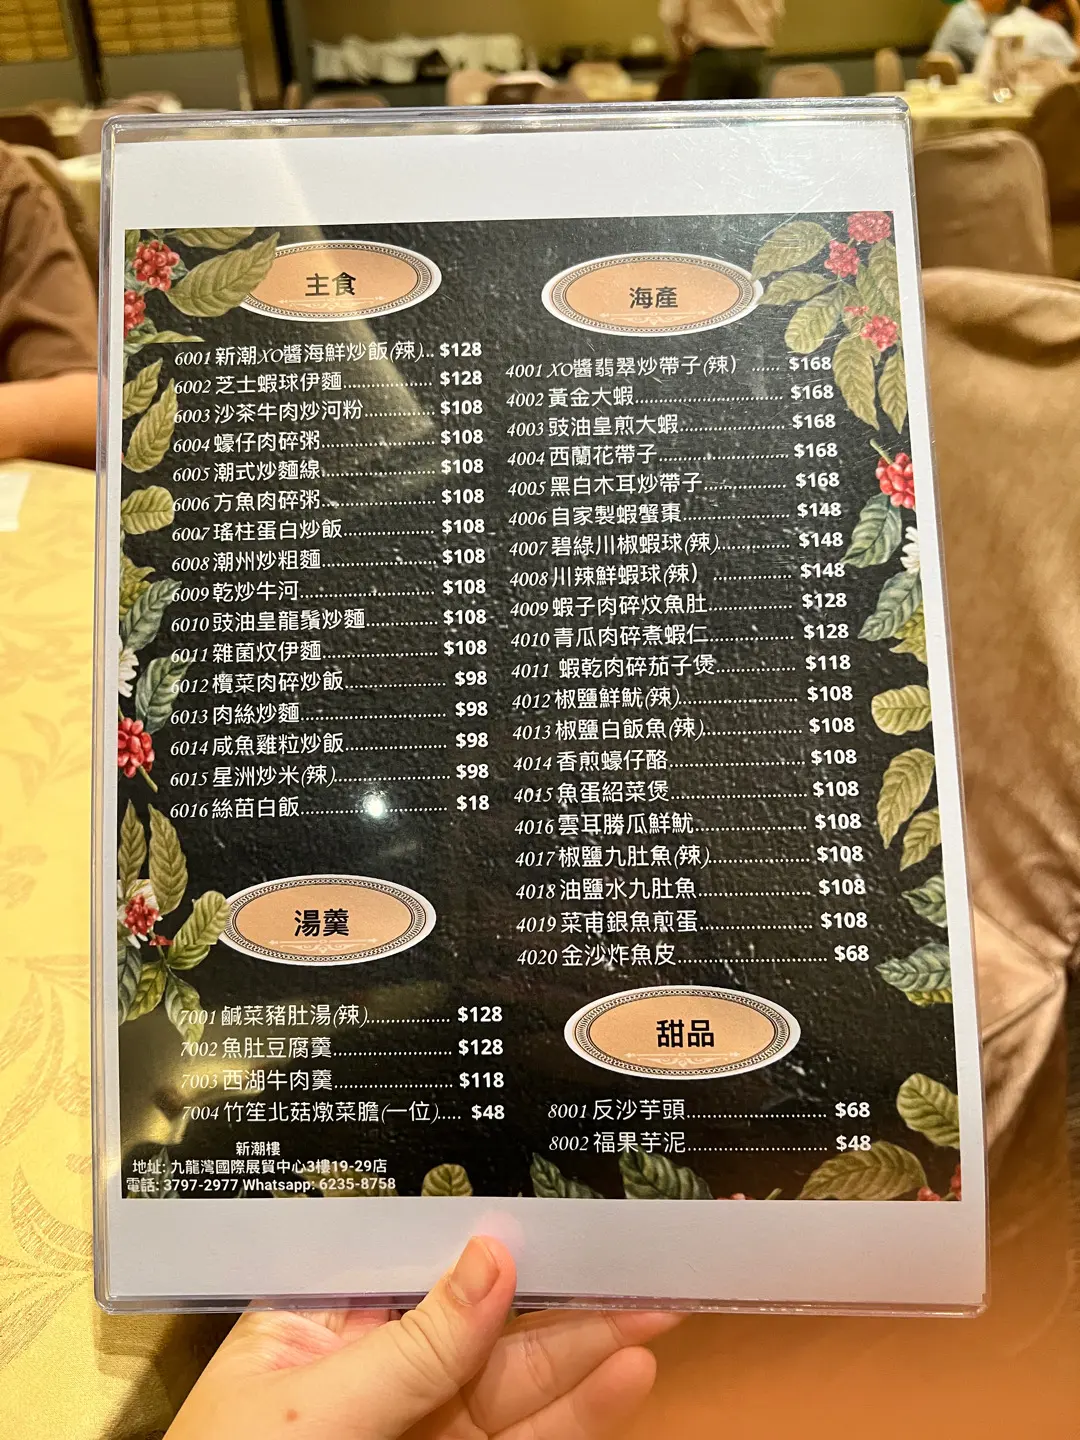 主食
6001 新潮XO醬海鮮炒飯(辣)... $128
6002 芝士蝦球伊麵................. $128
6003 沙茶牛肉炒河粉............. $108
6004 蠔仔肉碎粥..................... $108
6005 潮式炒麵線..................... $108
6006 方魚肉碎粥..................... $108
6007 瑤柱蛋白炒飯................. $108
6008 潮州炒粗麵..................... $108
6009 乾炒牛河......................... $108
6010 豉油皇龍鬚炒麵............. $108
6011 雜菌炆伊麵..................... $108
6012 欖菜肉碎炒飯................... $98
6013 肉絲炒麵........................... $98
6014 咸魚雞粒炒飯................... $98
6015 星洲炒米(辣)..................... $98
6016 絲苗白飯........................... $18
湯羹
7001 鹹菜豬肚湯(辣)................ $128
7002 魚肚豆腐羹...................... $128
7003 西湖牛肉羹...................... $118
7004 竹笙北菇燉菜膽(一位)..... $48
新潮樓
地址: 九龍灣國際展貿中心3樓19-29店
電話: 3797-2977 Whatsapp: 6235-8758
海產
4001 XO醬翡翠炒帶子(辣) ...... $168
4002 黃金大蝦............................ $168
4003 豉油皇煎大蝦.................... $168
4004 西蘭花帶子........................ $168
4005 黑白木耳炒帶子................ $168
4006 自家製蝦蟹棗.................... $148
4007 碧綠川椒蝦球(辣).............. $148
4008 川辣鮮蝦球(辣) ............... $148
4009 蝦子肉碎炆魚肚................ $128
4010 青瓜肉碎煮蝦仁................ $128
4011 蝦乾肉碎茄子煲............... $118
4012 椒鹽鮮魷(辣)...................... $108
4013 椒鹽白飯魚(辣).................. $108
4014 香煎蠔仔酪........................ $108
4015 魚蛋紹菜煲........................ $108
4016 雲耳勝瓜鮮魷.................... $108
4017 椒鹽九肚魚(辣).................. $108
4018 油鹽水九肚魚.................... $108
4019 菜甫銀魚煎蛋.................... $108
4020 金沙炸魚皮.......................... $68
甜品
8001 反沙芋頭........................... $68
8002 福果芋泥........................... $48